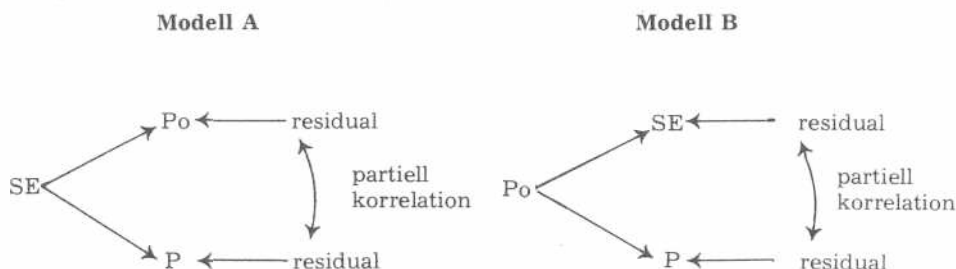 Modell A
Po
residual
SE
partiell
korrelation
P
residual
Modell B
SE
residual
Po
partiell
korrelation
P
residual